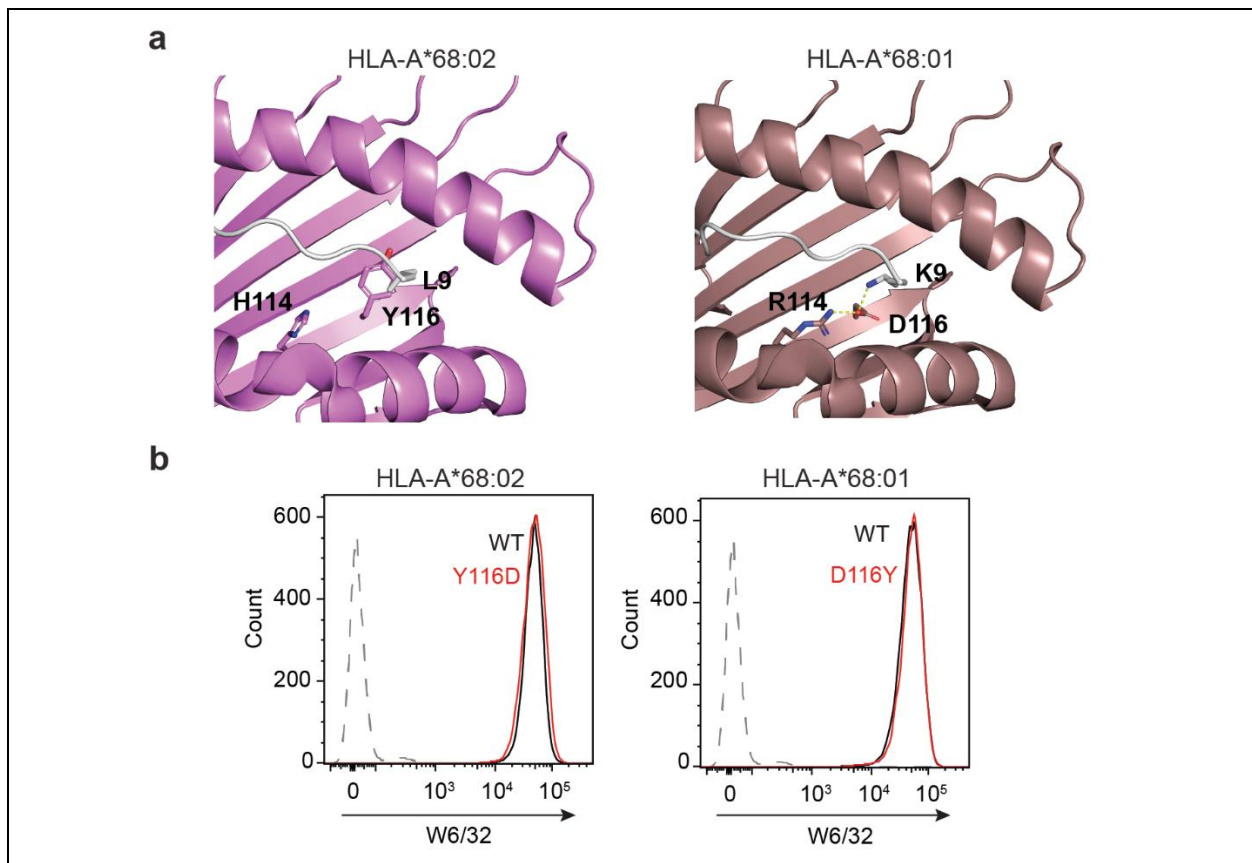 a
HLA-A*68:02
HLA-A*68:01
H114
L9
Y116
R114
K9
D116
b
HLA-A*68:02
HLA-A*68:01
600
400
200
0
Count
WT
Y116D
0 10³ 10⁴ 10⁵
W6/32
600
400
200
0
Count
WT
D116Y
0 10³ 10⁴ 10⁵
W6/32